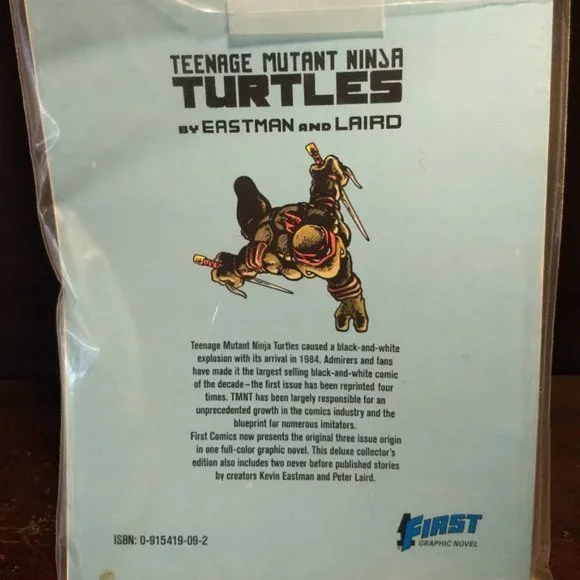 TEENAGE MUTANT NINJA
TURTLES
BY EASTMAN AND LAIRD
Teenage Mutant Ninja Turtles caused a black-and-white
explosion with its arrival in 1984. Admirers and fans
have made it the largest selling black-and-white comic
of the decade—the first issue has been reprinted four
times. TMNT has been largely responsible for an
unprecedented growth in the comics industry and the
blueprint for numerous imitators.
First Comics now presents the original three issue origin
in one full-color graphic novel. This deluxe collector's
edition also includes two never before published stories
by creators Kevin Eastman and Peter Laird.
ISBN: 0-915419-09-2
FIRST
GRAPHIC NOVEL